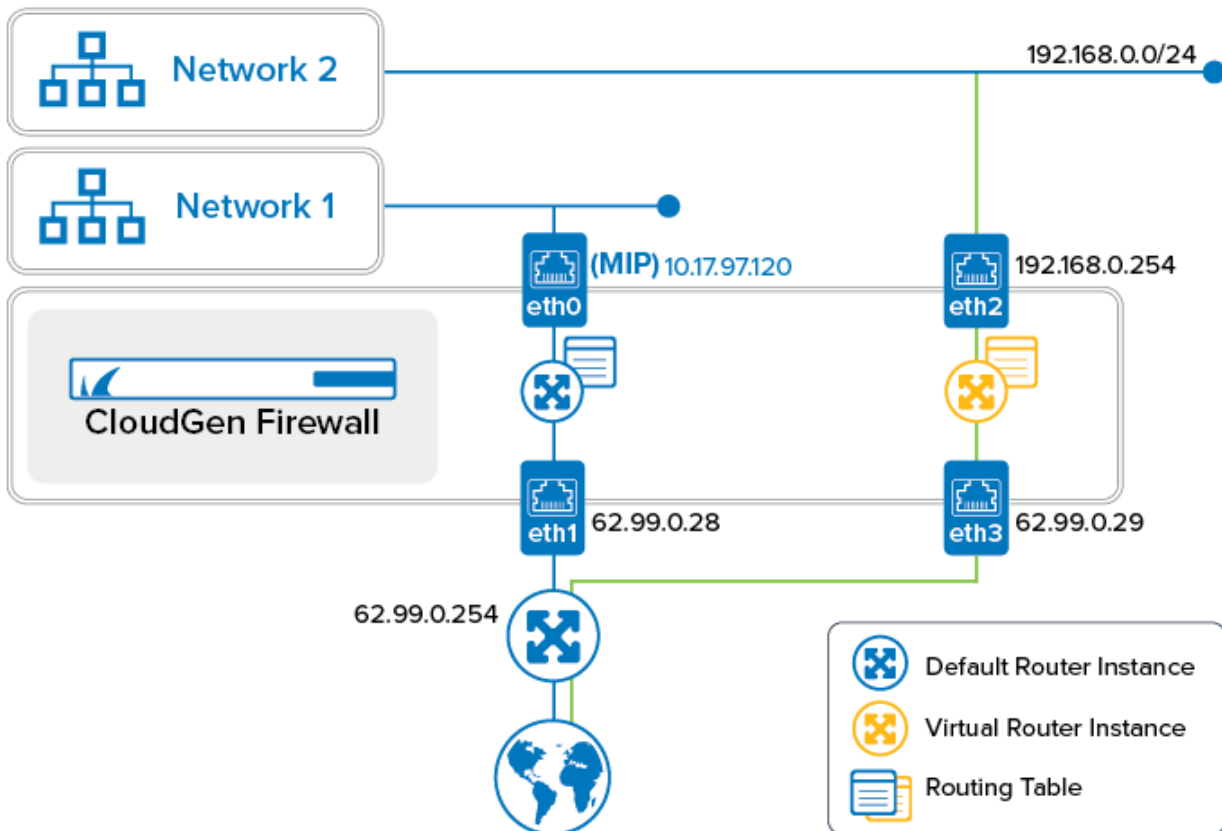 Network 2
192.168.0.0/24
Network 1
(MIP) 10.17.97.120
192.168.0.254
eth0
eth2
CloudGen Firewall
eth1
62.99.0.28
eth3
62.99.0.29
62.99.0.254
Default Router Instance
Virtual Router Instance
Routing Table